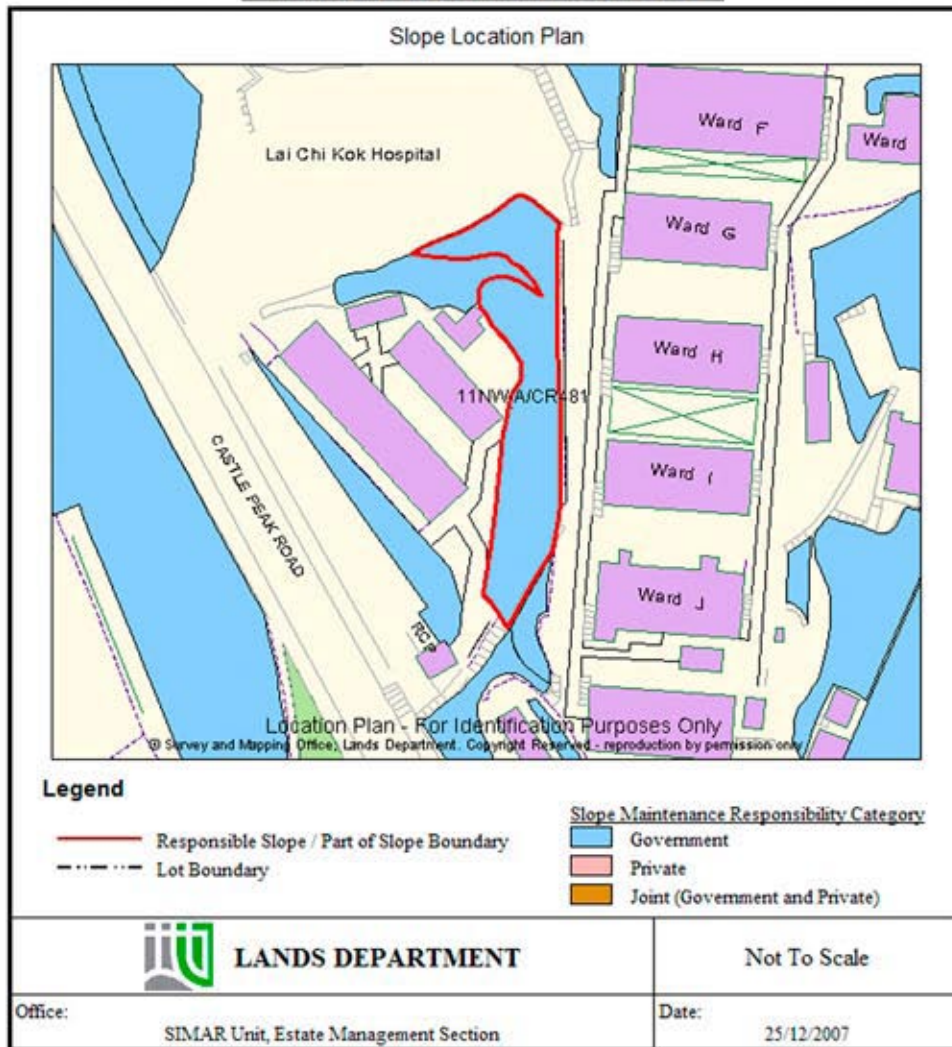 Slope Location Plan
Ward F
Ward
Lai Chi Kok Hospital
Ward G
Ward H
11NW-A/CR481
CASTLE PEAK ROAD
Ward I
Ward J
RCP
Location Plan - For Identification Purposes Only
© Survey and Mapping Office, Lands Department. Copyright Reserved - reproduction by permission only
Legend
Responsible Slope / Part of Slope Boundary
Lot Boundary
Slope Maintenance Responsibility Category
Government
Private
Joint (Government and Private)
LANDS DEPARTMENT
Not To Scale
Office:
SIMAR Unit, Estate Management Section
Date:
25/12/2007